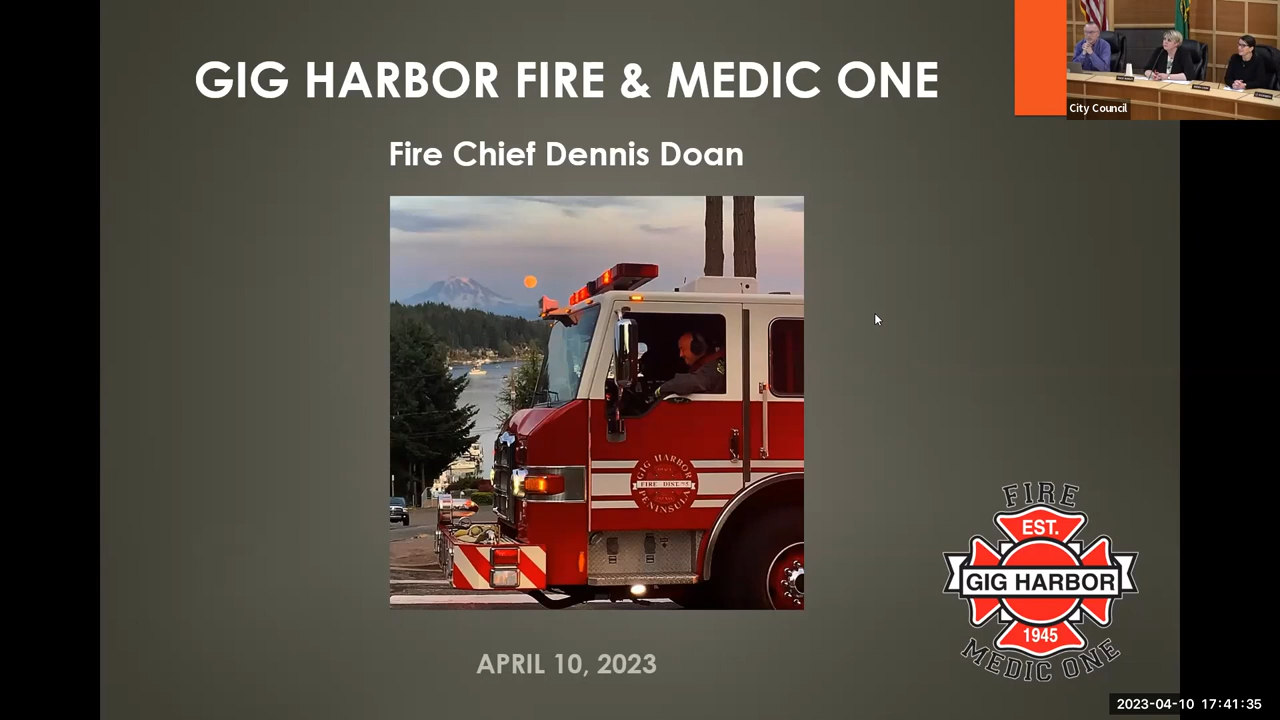 GIG HARBOR FIRE & MEDIC ONE
City Council
Fire Chief Dennis Doan
GIG HARBOR
FIRE DIST.
PENINSULA
FIRE
EST.
GIG HARBOR
1945
MEDIC ONE
APRIL 10, 2023
2023-04-10 17:41:35